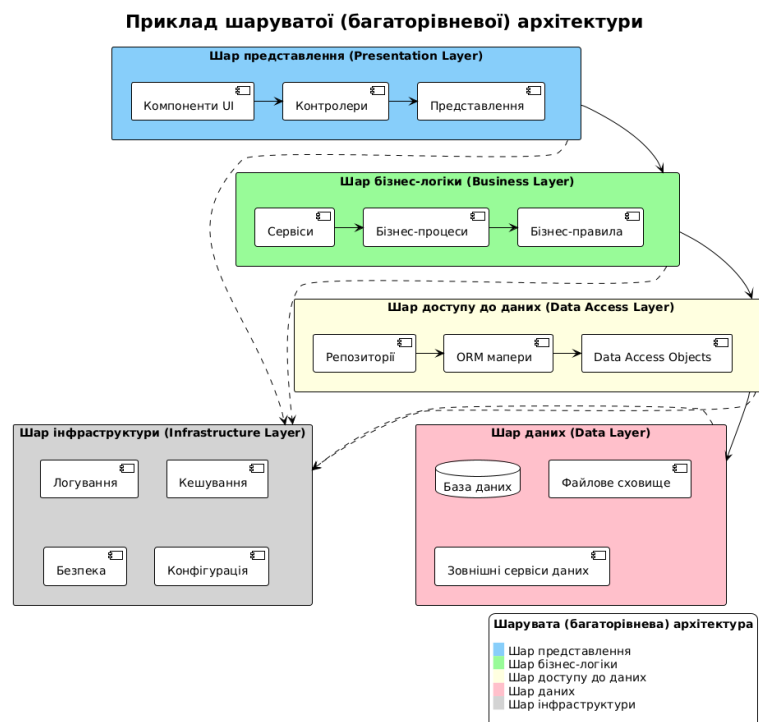 Приклад шаруватої (багаторівневої) архітектури
Шар представлення (Presentation Layer)
Компоненти UI
Контролери
Представлення
Шар бізнес-логіки (Business Layer)
Сервіси
Бізнес-процеси
Бізнес-правила
Шар доступу до даних (Data Access Layer)
Репозиторії
ORM мапери
Data Access Objects
Шар інфраструктури (Infrastructure Layer)
Логування
Кешування
Безпека
Конфігурація
Шар даних (Data Layer)
База даних
Файлове сховище
Зовнішні сервіси даних
Шарувата (багаторівнева) архітектура
Шар представлення
Шар бізнес-логіки
Шар доступу до даних
Шар даних
Шар інфраструктури